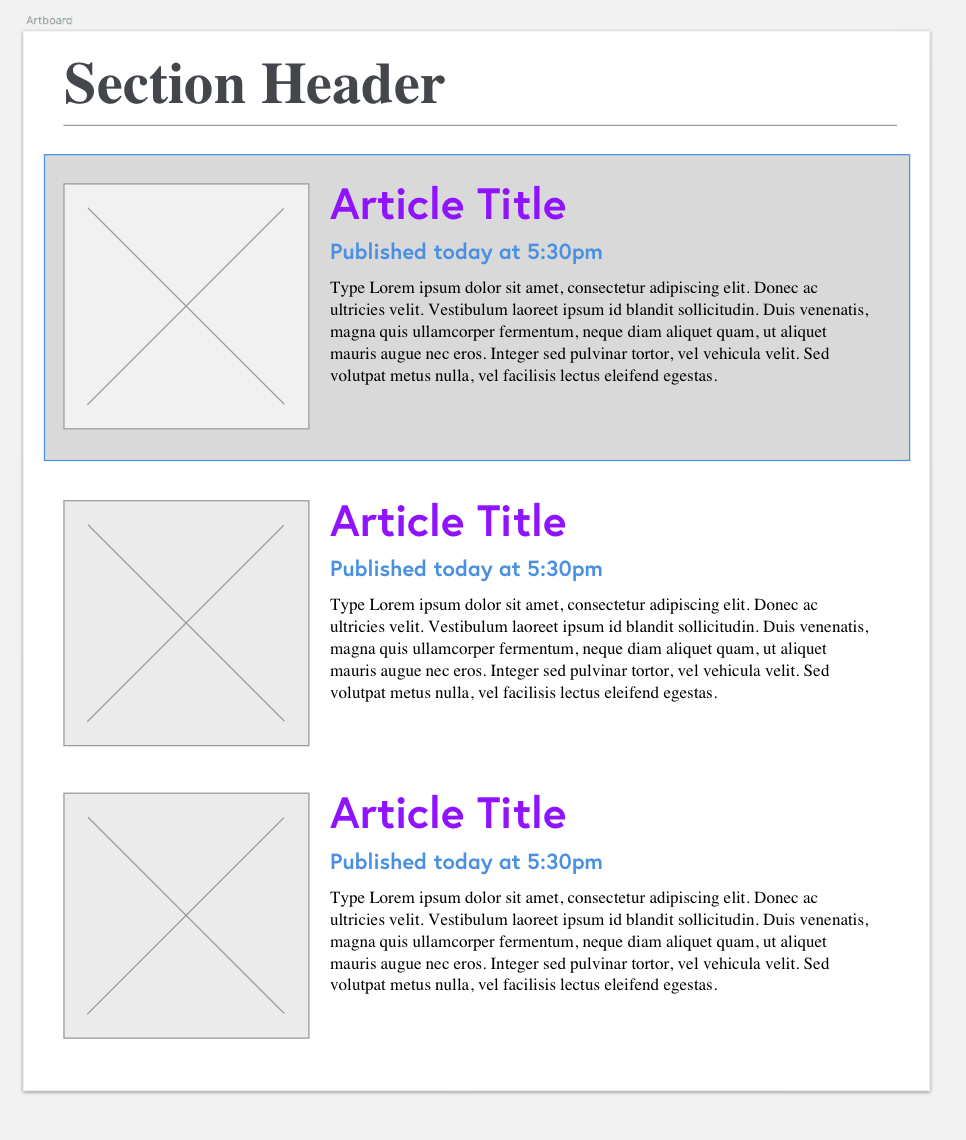 Artboard
Section Header
Article Title
Published today at 5:30pm
Type Lorem ipsum dolor sit amet, consectetur adipiscing elit. Donec ac
ultricies velit. Vestibulum laoreet ipsum id blandit sollicitudin. Duis venenatis,
magna quis ullamcorper fermentum, neque diam aliquet quam, ut aliquet
mauris augue nec eros. Integer sed pulvinar tortor, vel vehicula velit. Sed
volutpat metus nulla, vel facilisis lectus eleifend egestas.
Article Title
Published today at 5:30pm
Type Lorem ipsum dolor sit amet, consectetur adipiscing elit. Donec ac
ultricies velit. Vestibulum laoreet ipsum id blandit sollicitudin. Duis venenatis,
magna quis ullamcorper fermentum, neque diam aliquet quam, ut aliquet
mauris augue nec eros. Integer sed pulvinar tortor, vel vehicula velit. Sed
volutpat metus nulla, vel facilisis lectus eleifend egestas.
Article Title
Published today at 5:30pm
Type Lorem ipsum dolor sit amet, consectetur adipiscing elit. Donec ac
ultricies velit. Vestibulum laoreet ipsum id blandit sollicitudin. Duis venenatis,
magna quis ullamcorper fermentum, neque diam aliquet quam, ut aliquet
mauris augue nec eros. Integer sed pulvinar tortor, vel vehicula velit. Sed
volutpat metus nulla, vel facilisis lectus eleifend egestas.